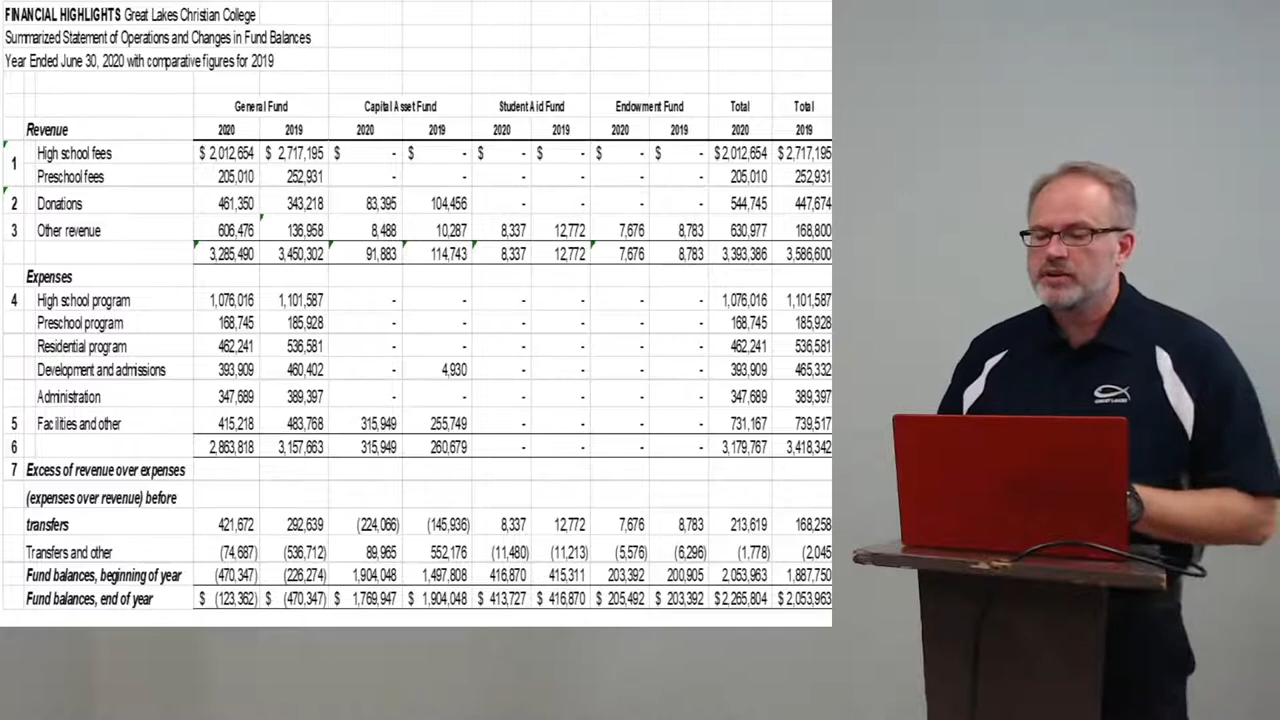 FINANCIAL HIGHLIGHTS Great Lakes Christian College
Summarized Statement of Operations and Changes in Fund Balances
Year Ended June 30, 2020 with comparative figures for 2019
General Fund Capital Asset Fund Student Aid Fund Endowment Fund Total Total
Revenue 2020 2019 2020 2019 2020 2019 2020 2019 2020 2019
1 High school fees $ 2,012,654 $ 2,717,195 $ - $ - $ - $ - $ - $ - $ 2,012,654 $ 2,717,195
Preschool fees 205,010 252,931 - - - - - - 205,010 252,931
2 Donations 461,350 343,218 83,395 104,456 - - - - 544,745 447,674
3 Other revenue 606,476 136,958 8,488 10,287 8,337 12,772 7,676 8,783 630,977 168,800
3,285,490 3,450,302 91,883 114,743 8,337 12,772 7,676 8,783 3,393,386 3,586,600
Expenses
4 High school program 1,076,016 1,101,587 - - - - - - 1,076,016 1,101,587
Preschool program 168,745 185,928 - - - - - - 168,745 185,928
Residential program 462,241 536,581 - - - - - - 462,241 536,581
Development and admissions 393,909 460,402 - 4,930 - - - - 393,909 465,332
Administration 347,689 389,397 - - - - - - 347,689 389,397
5 Facilities and other 415,218 483,768 315,949 255,749 - - - - 731,167 739,517
6 2,863,818 3,157,663 315,949 260,679 - - - - 3,179,767 3,418,342
7 Excess of revenue over expenses
(expenses over revenue) before
transfers 421,672 292,639 (224,066) (145,936) 8,337 12,772 7,676 8,783 213,619 168,258
Transfers and other (74,687) (536,712) 89,965 552,176 (11,480) (11,213) (5,576) (6,296) (1,778) (2,045
Fund balances, beginning of year (470,347) (226,274) 1,904,048 1,497,808 416,870 415,311 203,392 200,905 2,053,963 1,887,750
Fund balances, end of year $ (123,362) $ (470,347) $ 1,769,947 $ 1,904,048 $ 413,727 $ 416,870 $ 205,492 $ 203,392 $ 2,265,804 $ 2,053,963
GREAT LAKES